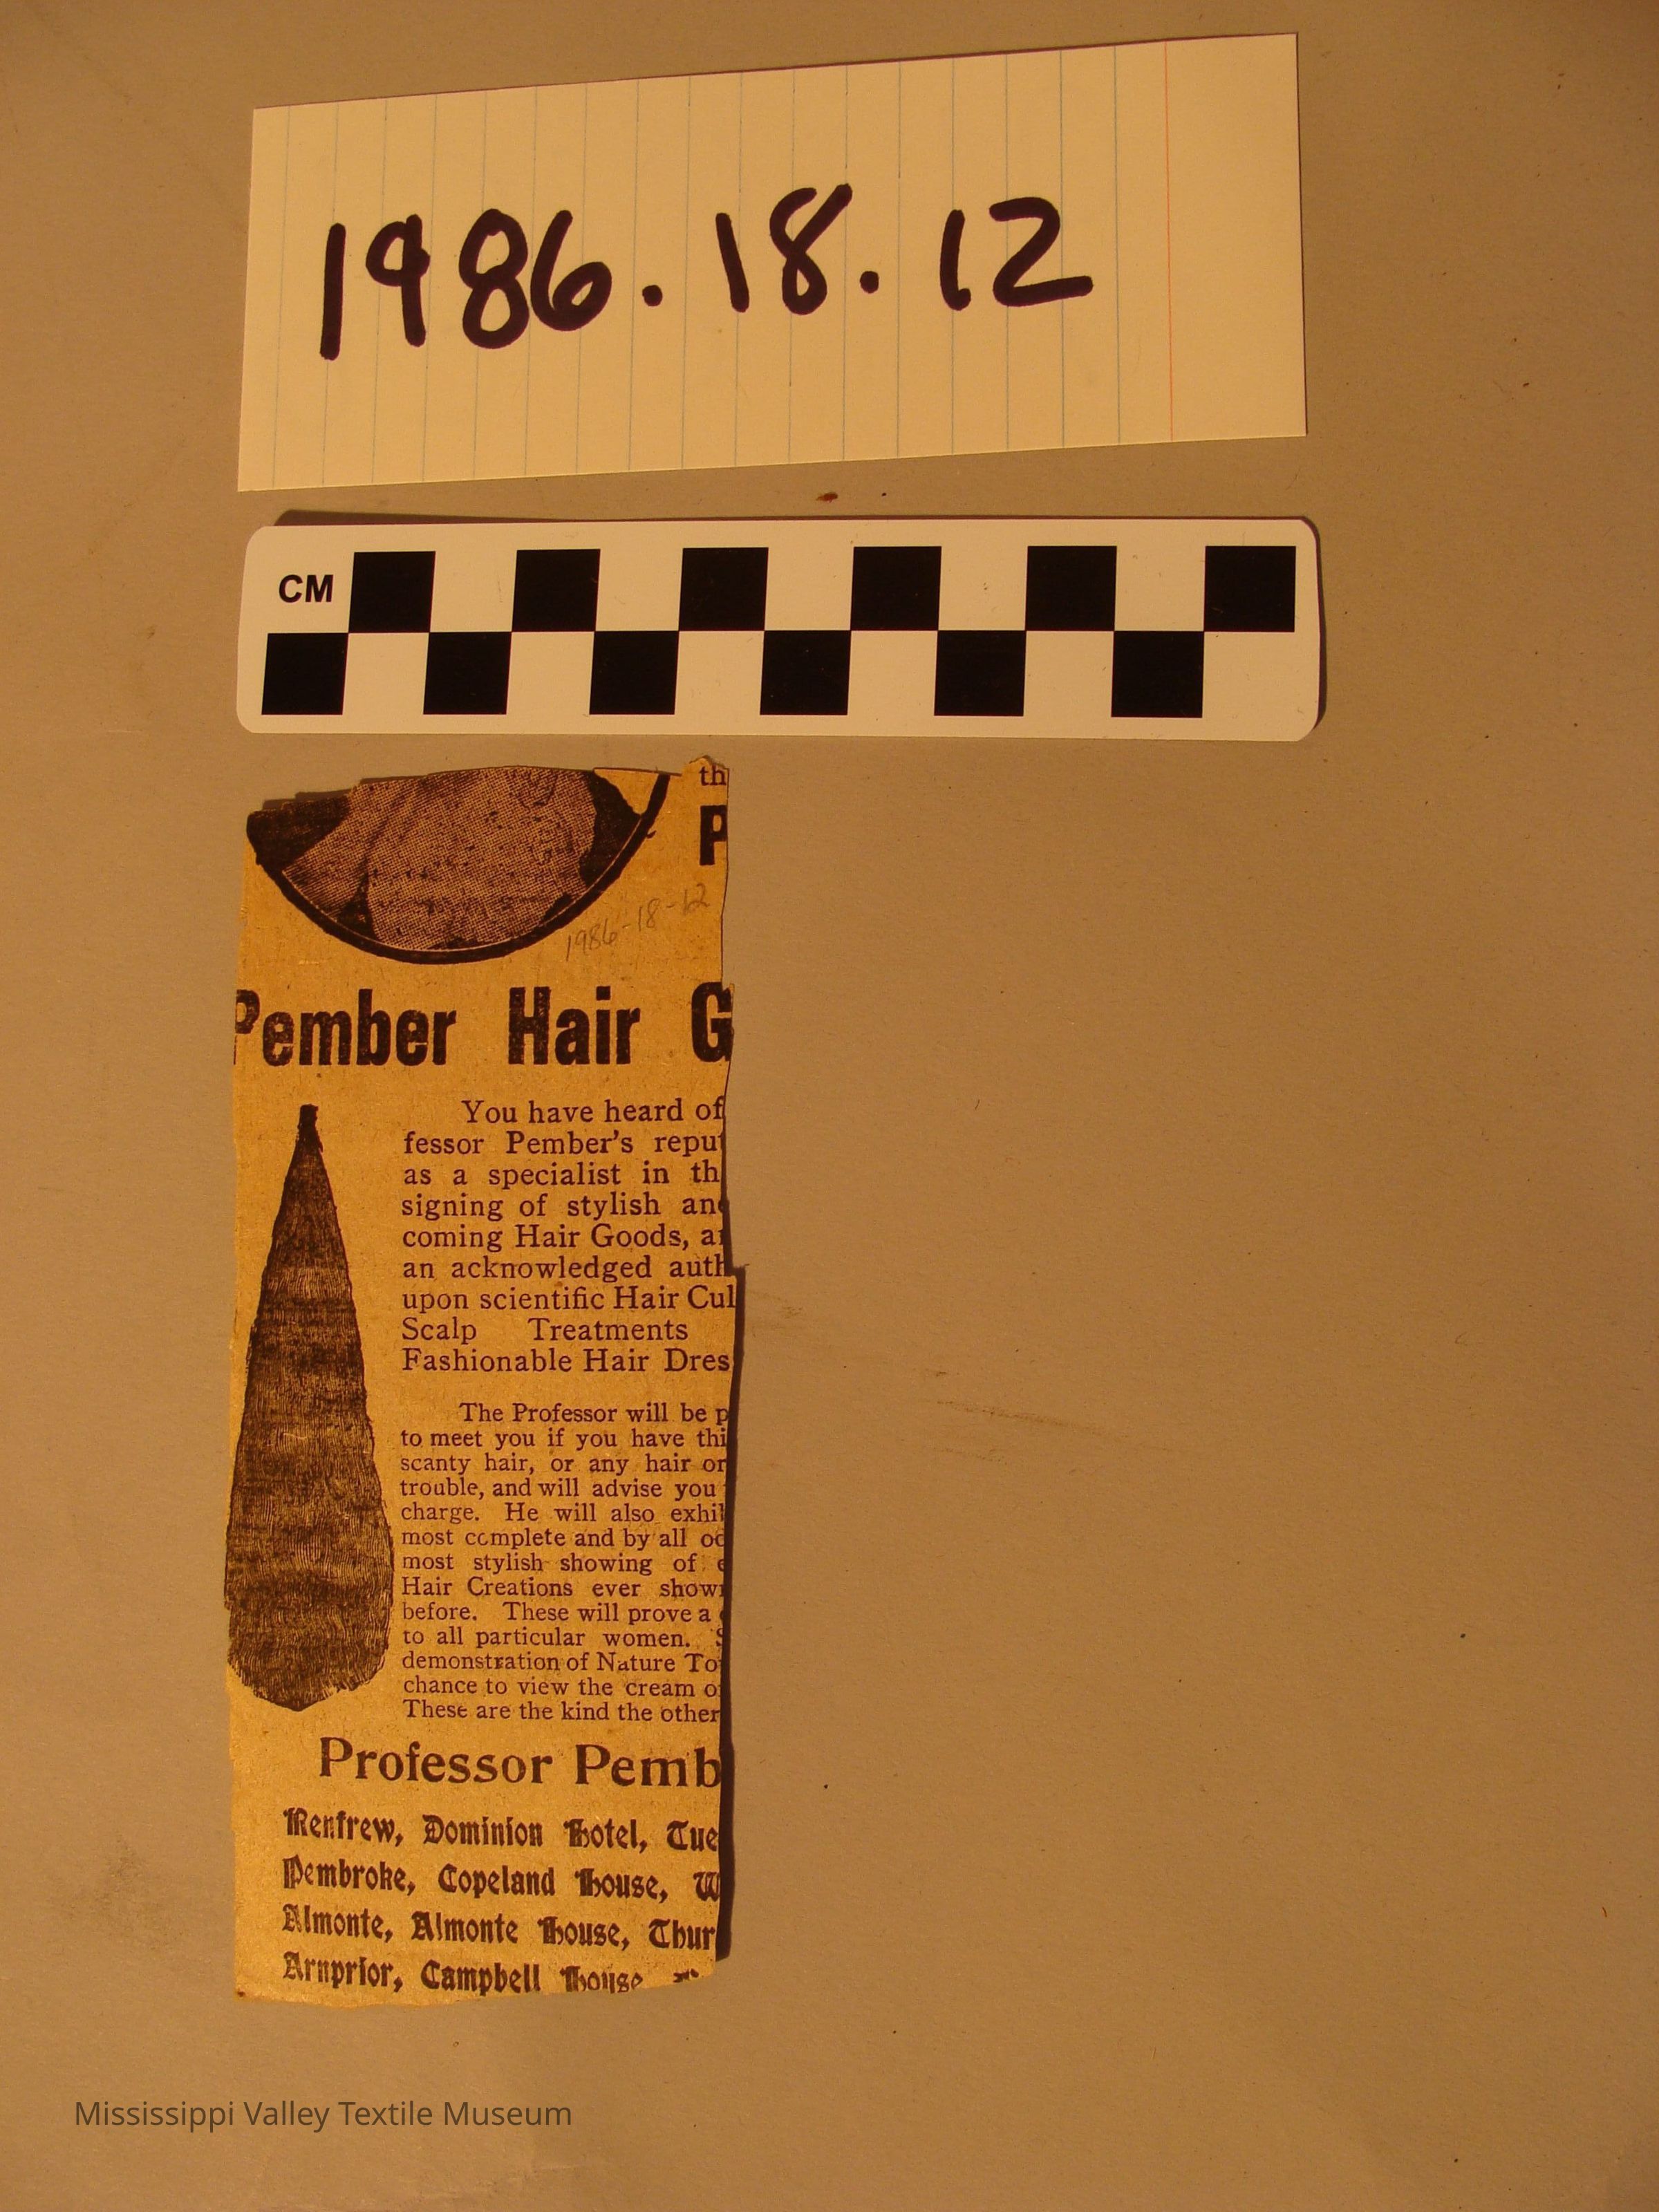 1986.18.12
CM
th
P
1986-18-12
Pember Hair G
You have heard of
fessor Pember's reput
as a specialist in th
signing of stylish and
coming Hair Goods, a
an acknowledged auth
upon scientific Hair Cul
Scalp Treatments
Fashionable Hair Dres
The Professor will be p
to meet you if you have thi
scanty hair, or any hair or
trouble, and will advise you
charge. He will also exhib
most complete and by all od
most stylish showing of e
Hair Creations ever shown
before. These will prove a
to all particular women. S
demonstration of Nature To
chance to view the cream o
These are the kind the other
Professor Pemb
Renfrew, Dominion Hotel, Tue
Pembroke, Copeland House, W
Almonte, Almonte House, Thur
Arnprior, Campbell House
Mississippi Valley Textile Museum